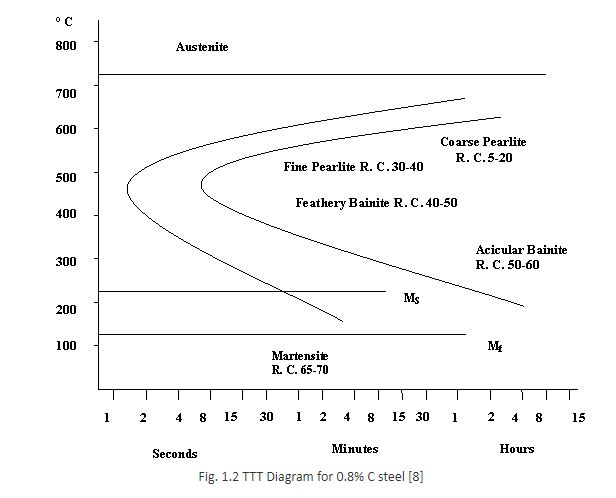 ° C
800
Austenite
700
600
Coarse Pearlite
R. C.5-20
Fine Pearlite R. C.30-40
500
Feathery Bainite R. C.40-50
400
Acicular Bainite
R. C. 50-60
300
Ms
200
100
Mf
Martensite
R. C. 65-70
1 2 4 8 15 30 1 2 4 8 15 30 1 2 4 8 15
Seconds Minutes Hours
Fig. 1.2 TTT Diagram for 0.8% C steel [8]